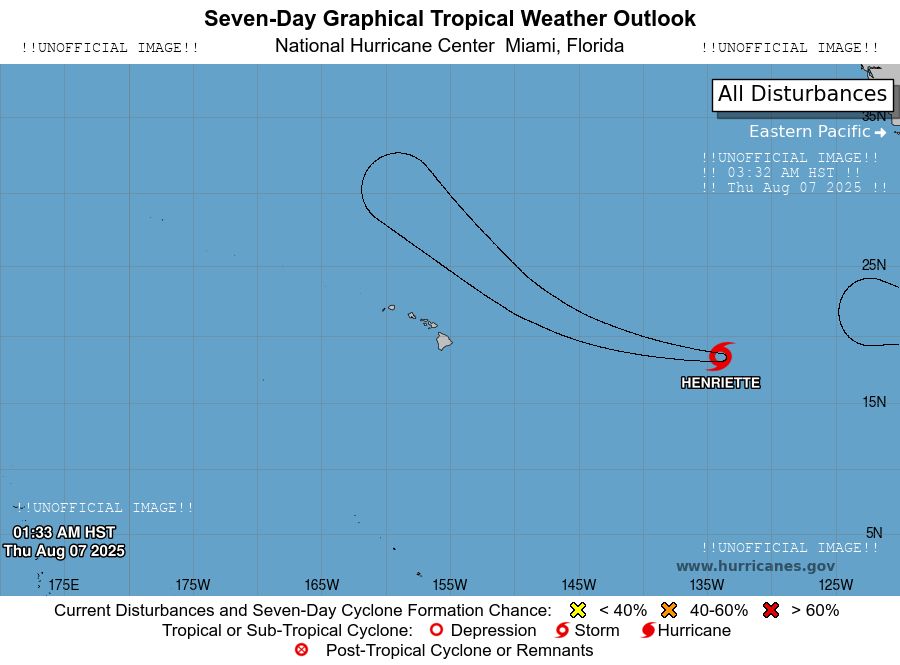 Seven-Day Graphical Tropical Weather Outlook
!!UNOFFICIAL IMAGE!!
National Hurricane Center  Miami, Florida
!!UNOFFICIAL IMAGE!!
All Disturbances
35N
Eastern Pacific
!!UNOFFICIAL IMAGE!!
!! 03:32 AM HST !!
!! Thu Aug 07 2025 !!
25N
HENRIETTE
15N
!!UNOFFICIAL IMAGE!!
01:33 AM HST
Thu Aug 07 2025
5N
!!UNOFFICIAL IMAGE!!
www.hurricanes.gov
175E 175W 165W 155W 145W 135W 125W
Current Disturbances and Seven-Day Cyclone Formation Chance: < 40% 40-60% > 60%
Tropical or Sub-Tropical Cyclone: Depression Storm Hurricane
Post-Tropical Cyclone or Remnants